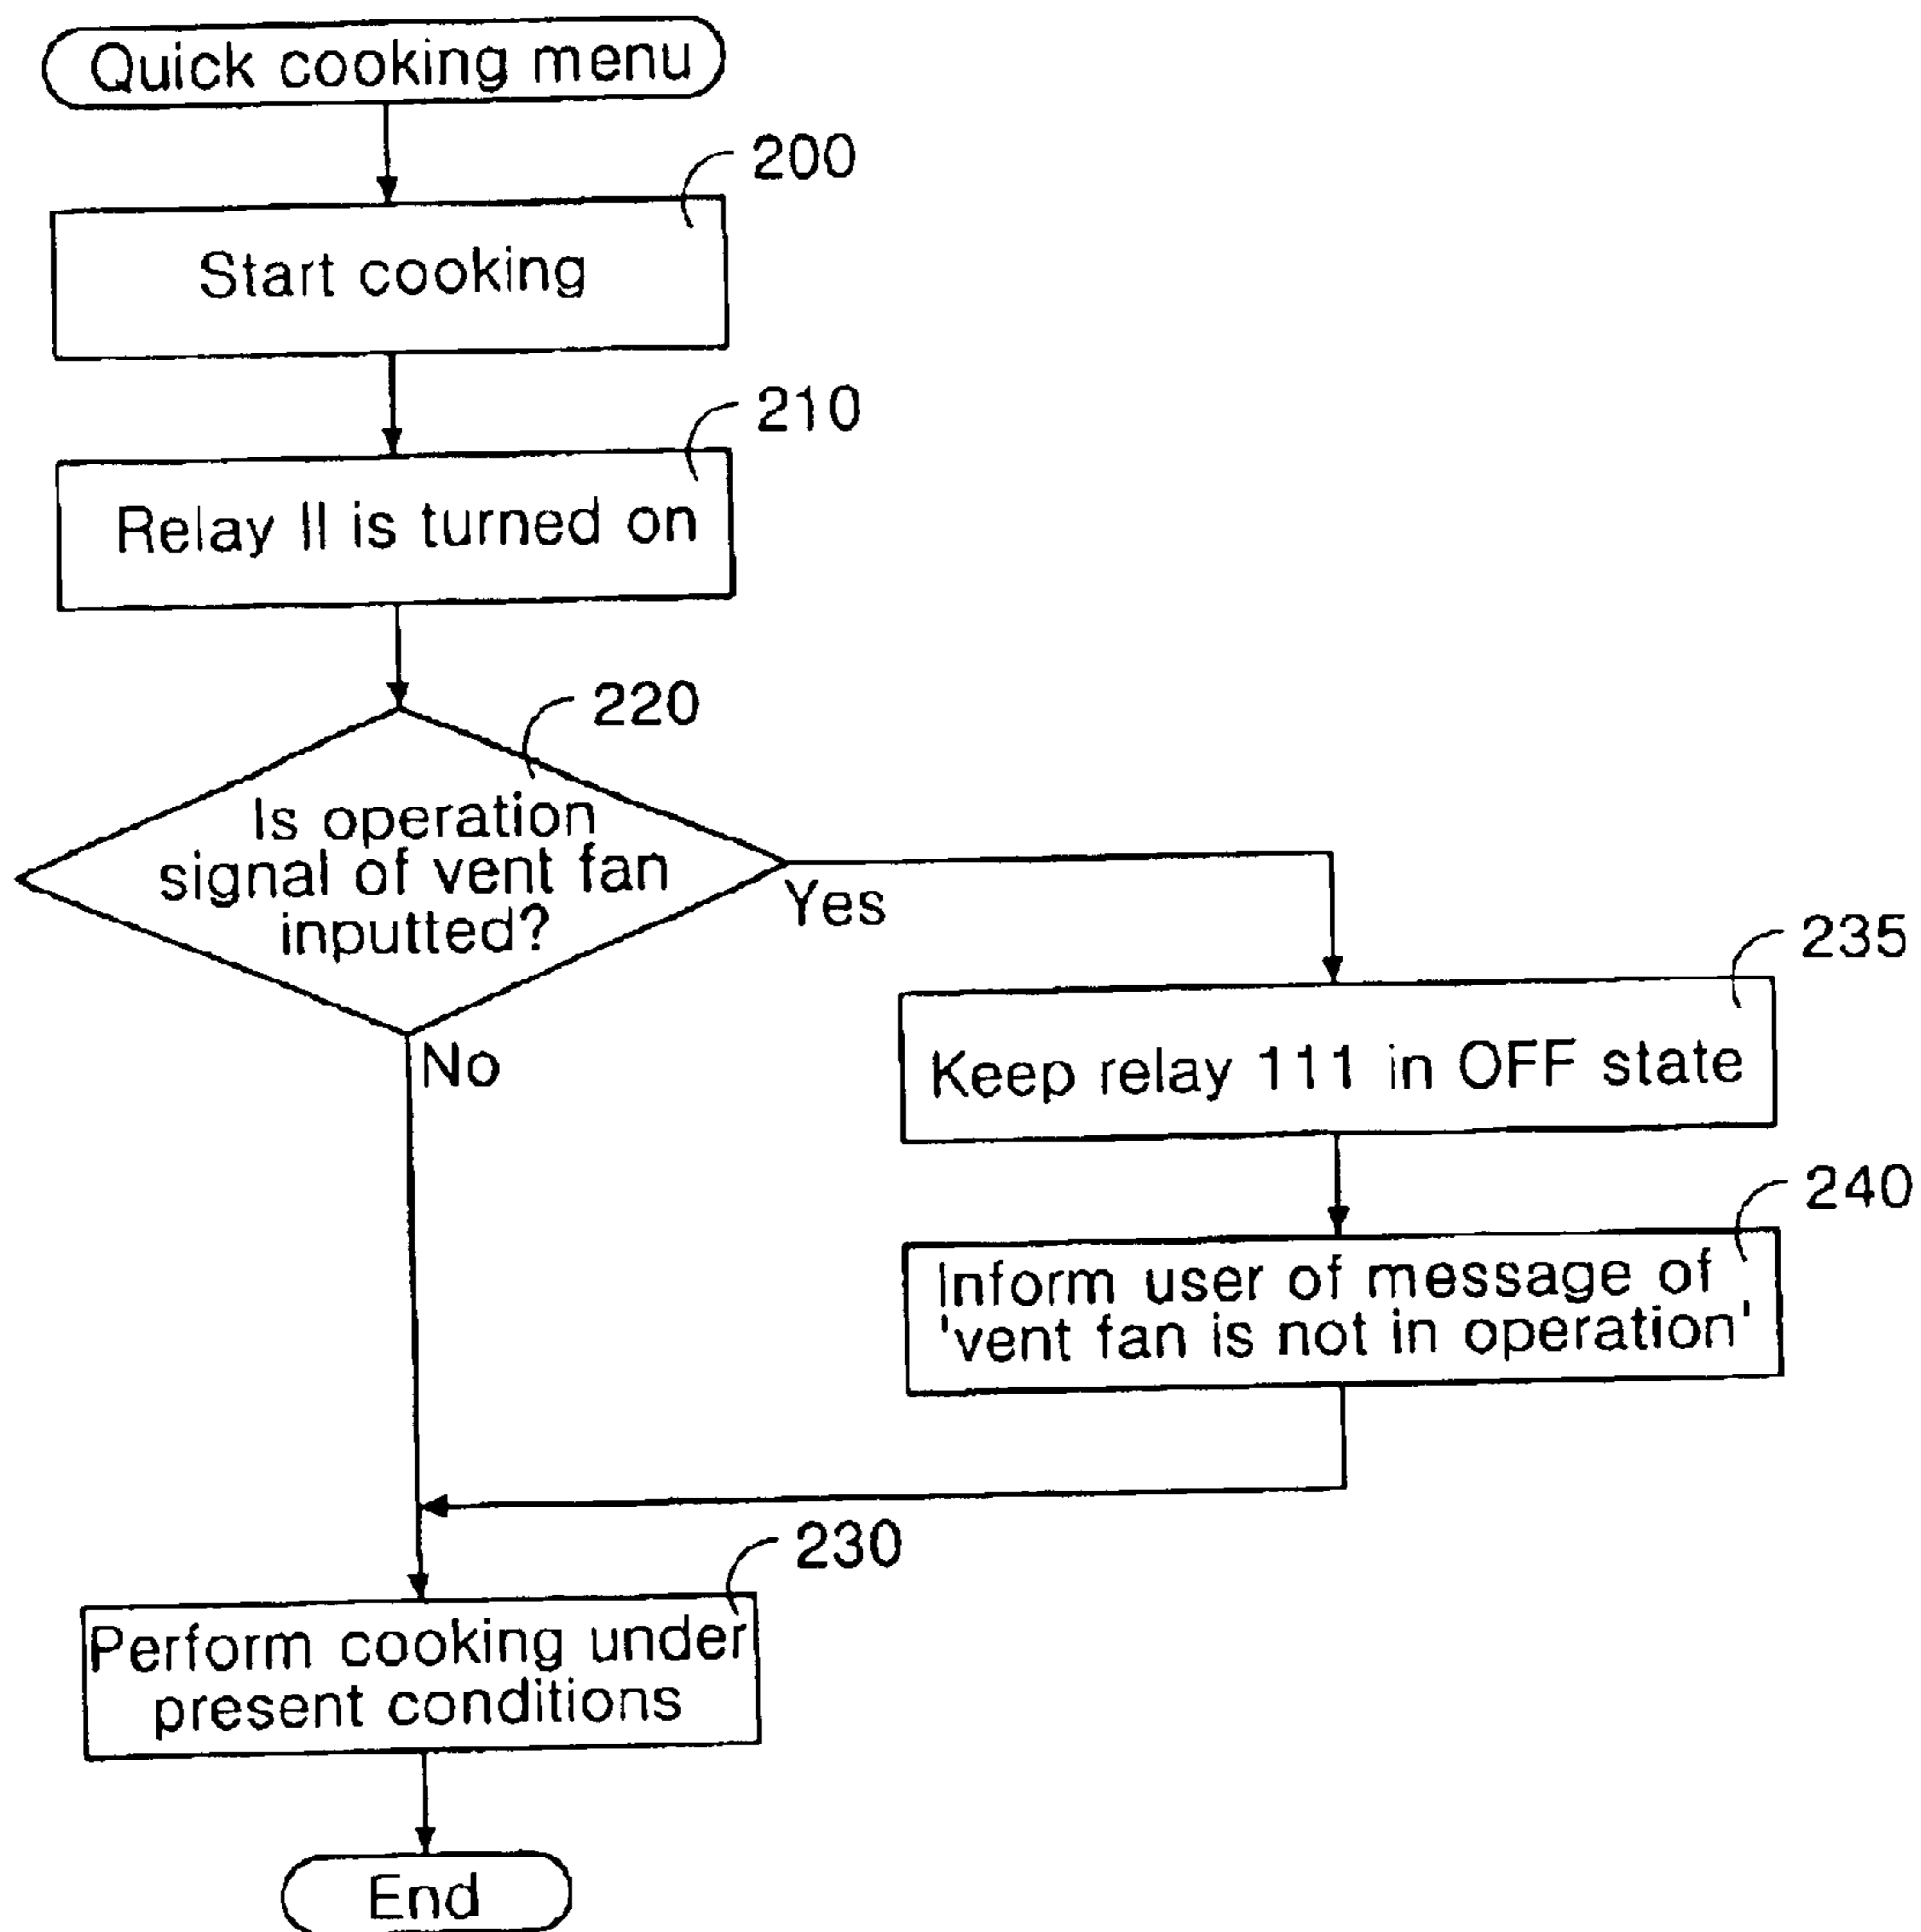 Quick cooking menu
200
Start cooking
210
Relay II is turned on
220
Is operation
signal of vent fan
inputted?
Yes
No
235
Keep relay 111 in OFF state
240
Inform user of message of
'vent fan is not in operation'
230
Perform cooking under
present conditions
End